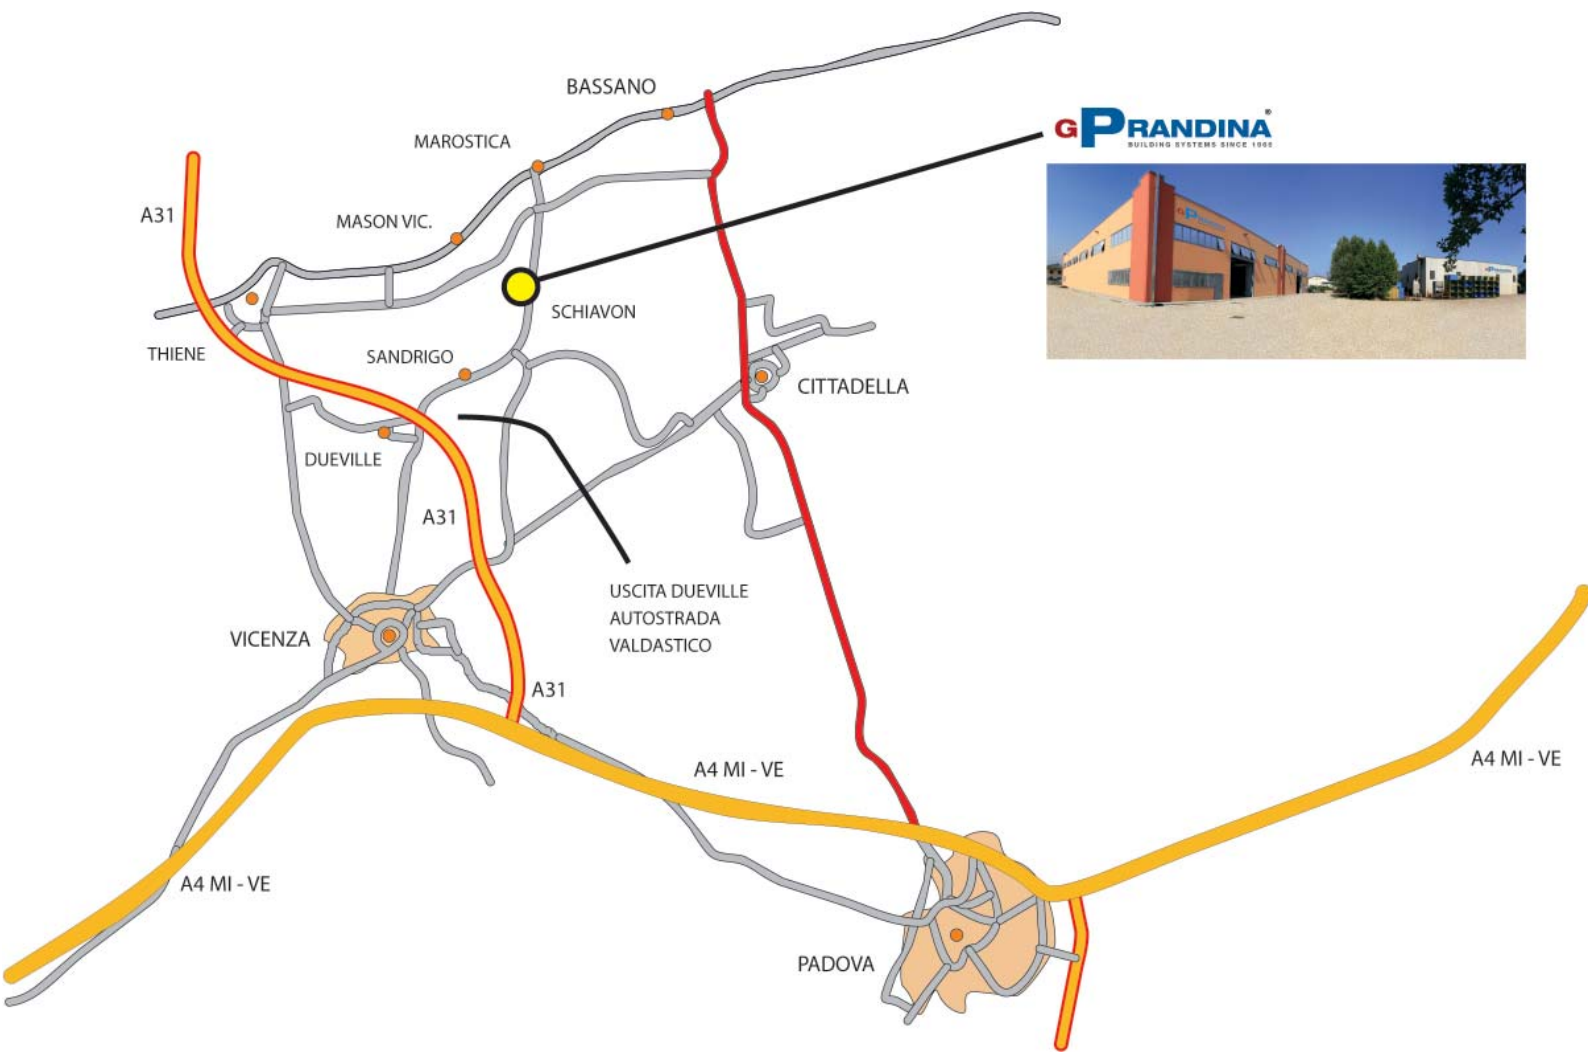 BASSANO
GPRANDINA®
BUILDING SYSTEMS SINCE 1966
MAROSTICA
A31
MASON VIC.
GPRANDINA
SCHIAVON
THIENE
SANDRIGO
CITTADELLA
DUEVILLE
A31
USCITA DUEVILLE
AUTOSTRADA
VALDASTICO
VICENZA
A31
A4 MI - VE
A4 MI - VE
A4 MI - VE
PADOVA